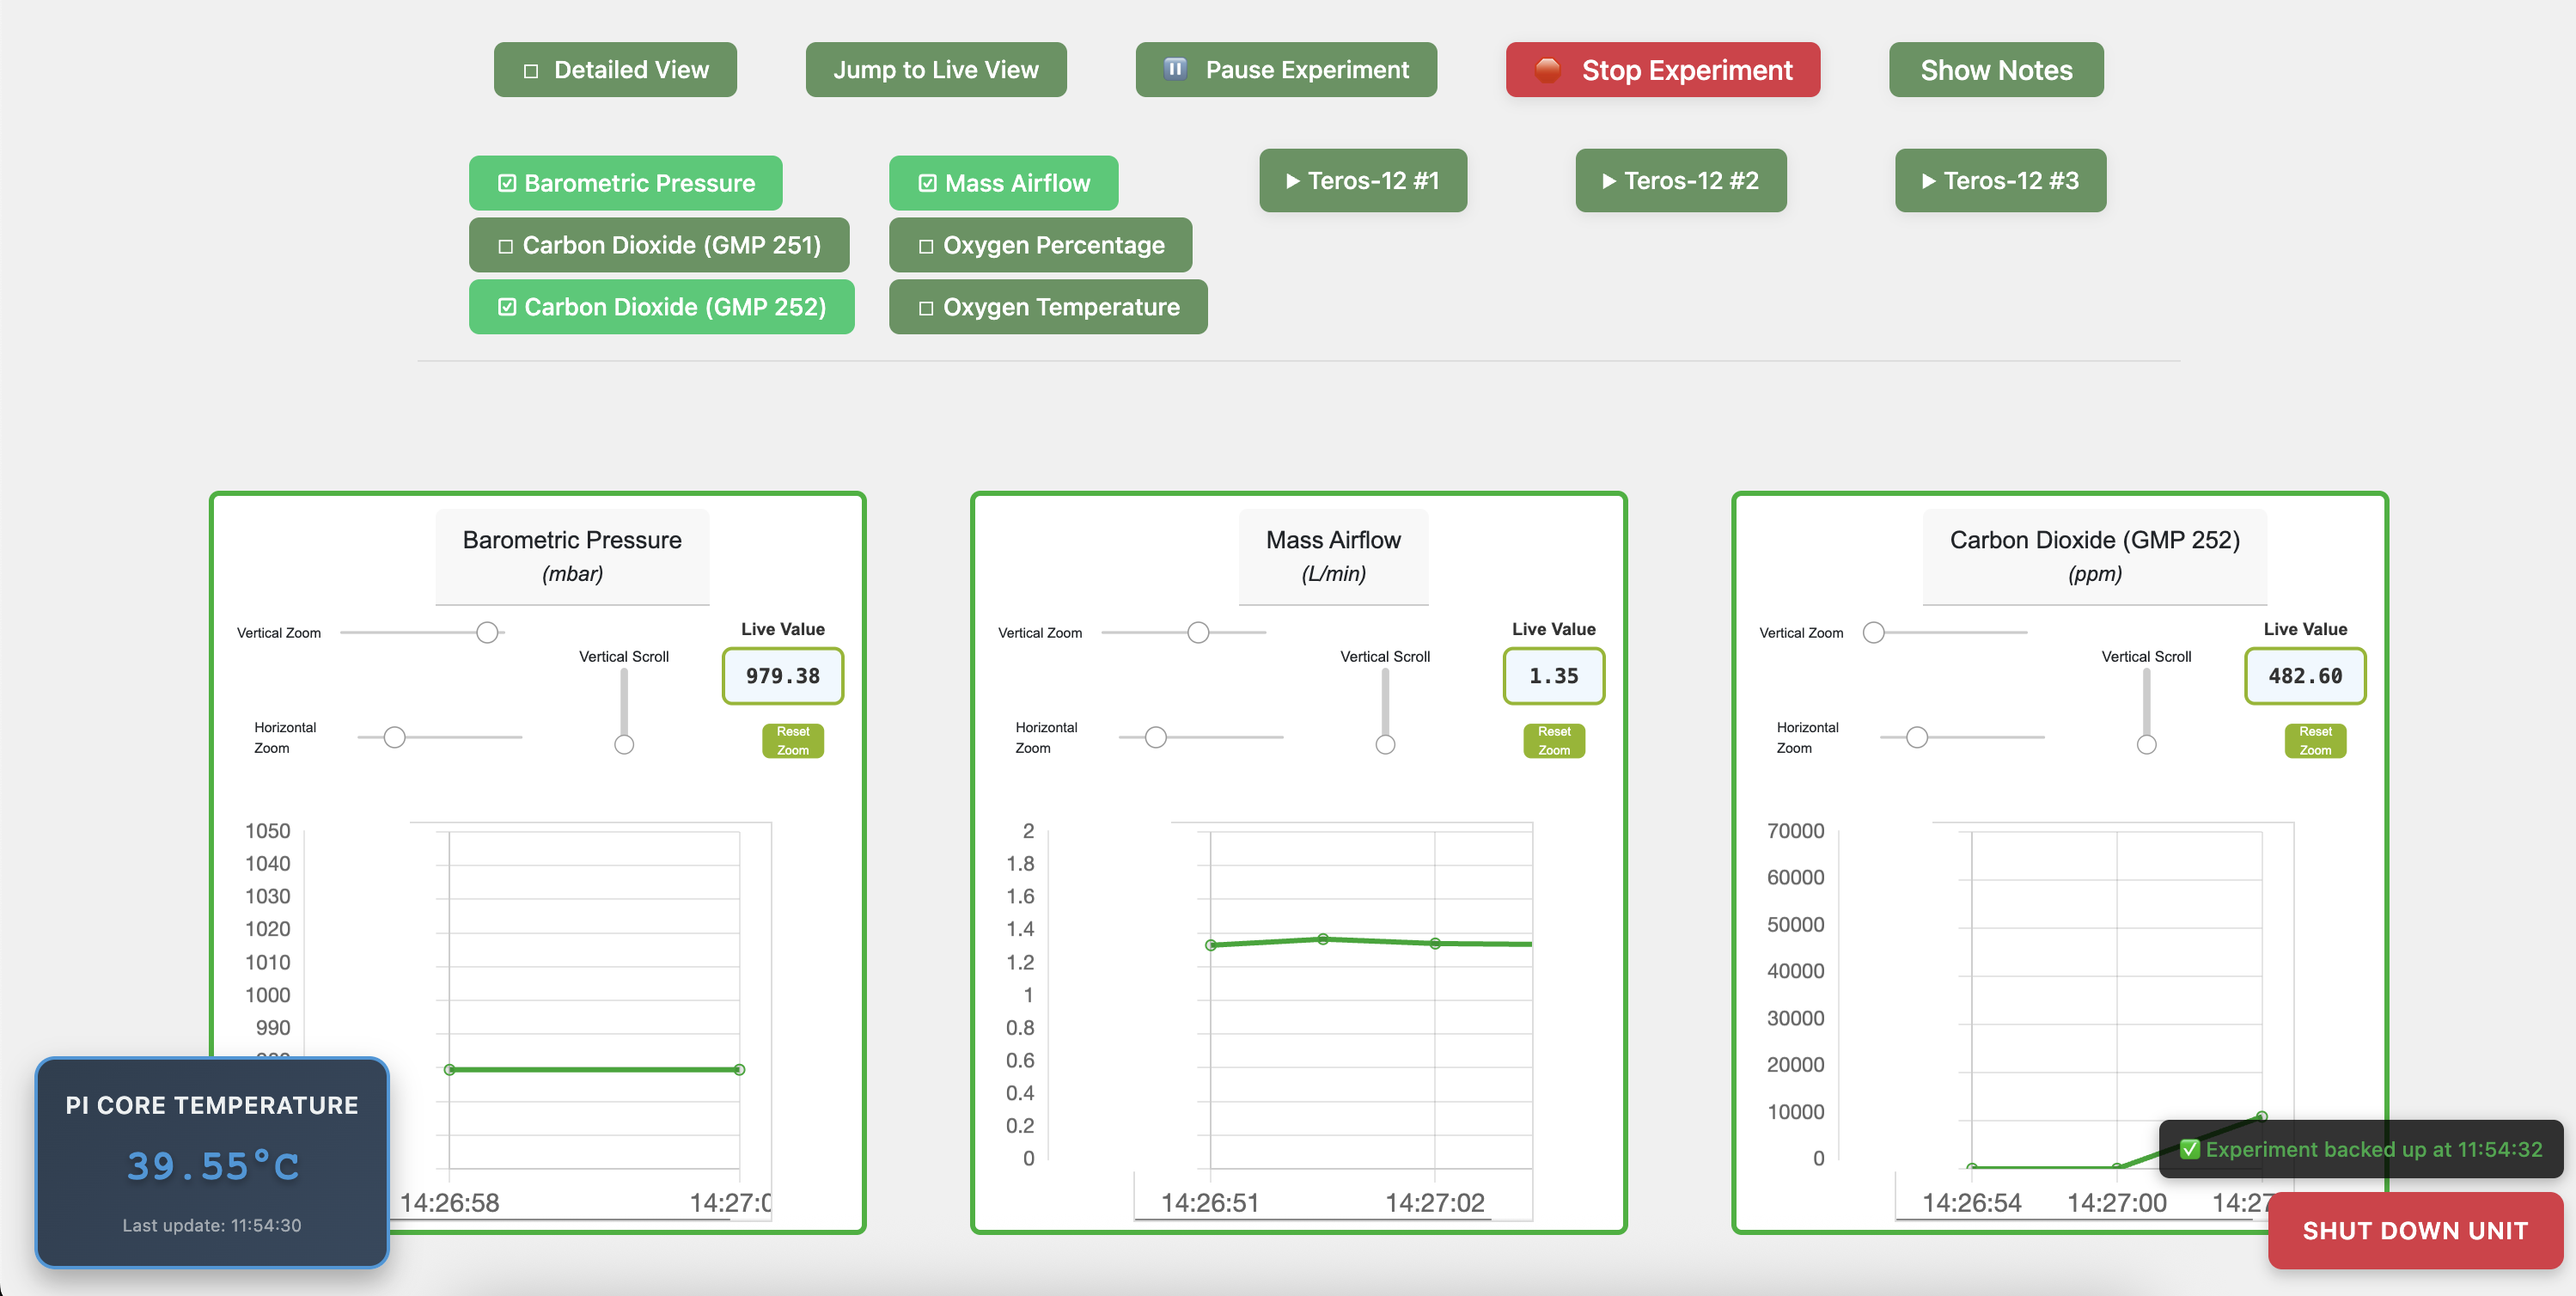 Detailed View
Jump to Live View
Pause Experiment
Stop Experiment
Show Notes
Barometric Pressure
Mass Airflow
Teros-12 #1
Teros-12 #2
Teros-12 #3
Carbon Dioxide (GMP 251)
Oxygen Percentage
Carbon Dioxide (GMP 252)
Oxygen Temperature
Barometric Pressure
(mbar)
Vertical Zoom
Live Value
Vertical Scroll
979.38
Horizontal
Zoom
Reset
Zoom
1050
1040
1030
1020
1010
1000
990
14:26:58
14:27:0
Mass Airflow
(L/min)
Vertical Zoom
Live Value
Vertical Scroll
1.35
Horizontal
Zoom
Reset
Zoom
2
1.8
1.6
1.4
1.2
1
0.8
0.6
0.4
0.2
0
14:26:51
14:27:02
Carbon Dioxide (GMP 252)
(ppm)
Vertical Zoom
Live Value
Vertical Scroll
482.60
Horizontal
Zoom
Reset
Zoom
70000
60000
50000
40000
30000
20000
10000
0
14:26:54
14:27:00
14:27
PI CORE TEMPERATURE
39.55°C
Last update: 11:54:30
✅ Experiment backed up at 11:54:32
SHUT DOWN UNIT